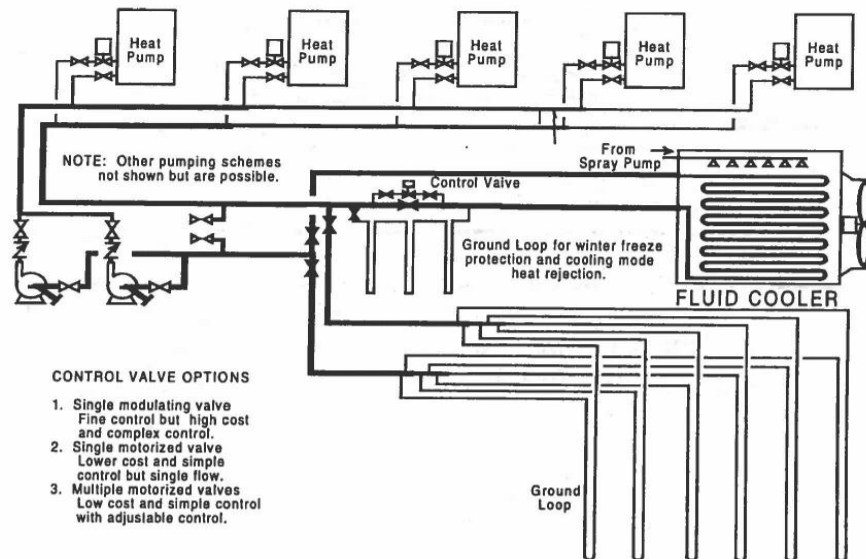 Heat
Pump
Heat
Pump
Heat
Pump
Heat
Pump
Heat
Pump
NOTE: Other pumping schemes
not shown but are possible.
From
Spray Pump
Control Valve
Ground Loop for winter freeze
protection and cooling mode
heat rejection.
FLUID COOLER
CONTROL VALVE OPTIONS
1. Single modulating valve
Fine control but high cost
and complex control.
2. Single motorized valve
Lower cost and simple
control but single flow.
3. Multiple motorized valves
Low cost and simple control
with adjustable control.
Ground
Loop